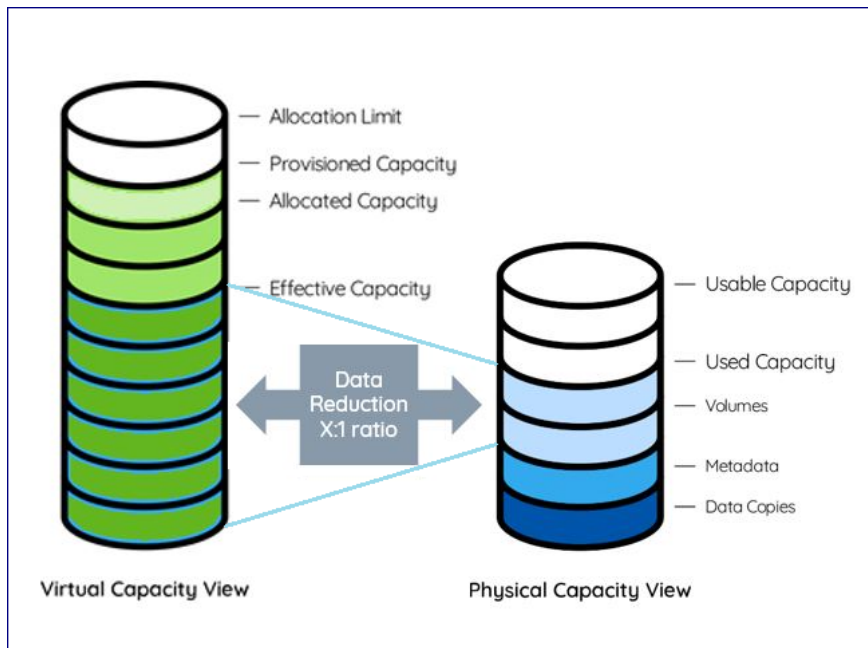 Allocation Limit
Provisioned Capacity
Allocated Capacity
Effective Capacity
Usable Capacity
Used Capacity
Volumes
Metadata
Data Copies
Data
Reduction
X:1 ratio
Virtual Capacity View
Physical Capacity View